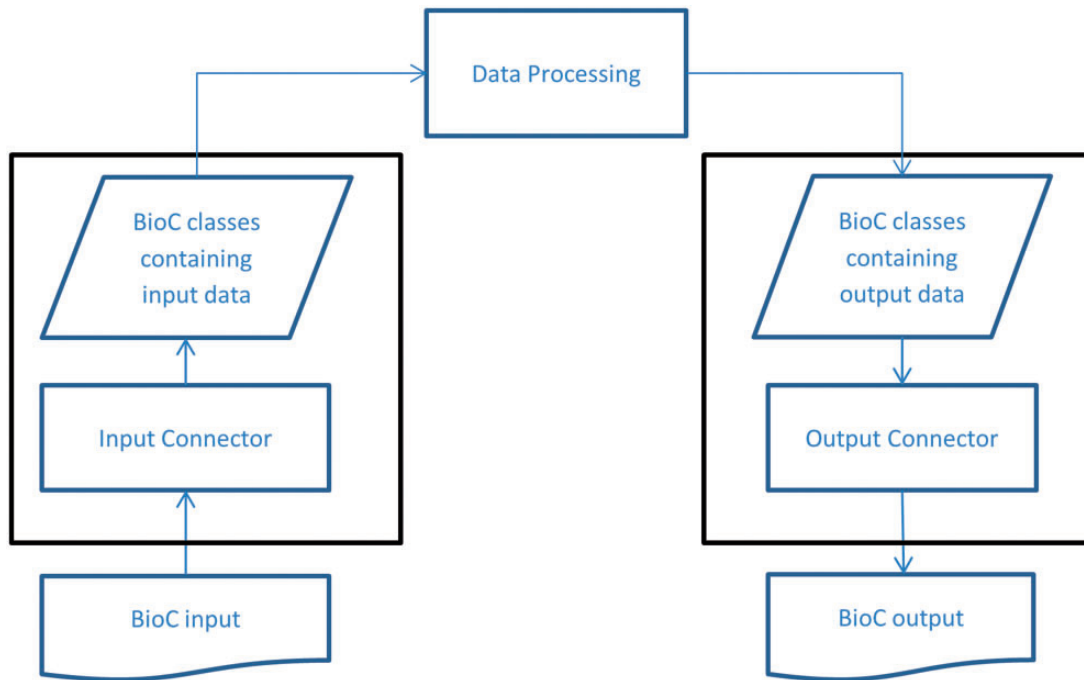 Data Processing
BioC classes
containing
input data
Input Connector
BioC input
BioC classes
containing
output data
Output Connector
BioC output